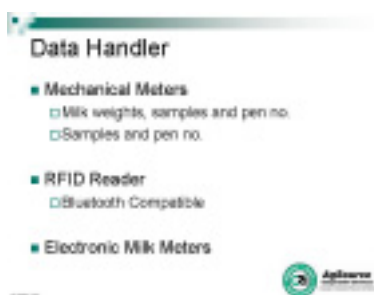 Data Handler
Mechanical Meters
Milk weights, samples and pen no.
Samples and pen no.
RFID Reader
Bluetooth Compatible
Electronic Milk Meters
AgSource